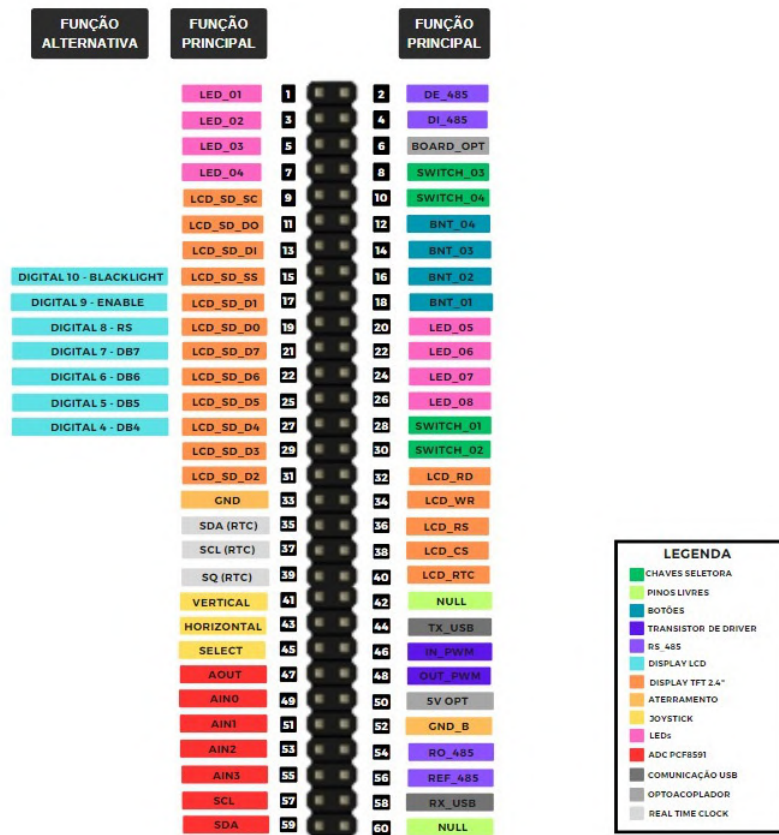 FUNÇÃO ALTERNATIVA
FUNÇÃO PRINCIPAL
FUNÇÃO PRINCIPAL
LED_01 1 2 DE_485
LED_02 3 4 DI_485
LED_03 5 6 BOARD_OPT
LED_04 7 8 SWITCH_03
LCD_SD_SC 9 10 SWITCH_04
LCD_SD_DO 11 12 BNT_04
LCD_SD_DI 13 14 BNT_03
DIGITAL 10 - BLACKLIGHT LCD_SD_SS 15 16 BNT_02
DIGITAL 9 - ENABLE LCD_SD_D1 17 18 BNT_01
DIGITAL 8 - RS LCD_SD_D0 19 20 LED_05
DIGITAL 7 - DB7 LCD_SD_D7 21 22 LED_06
DIGITAL 6 - DB6 LCD_SD_D6 22 24 LED_07
DIGITAL 5 - DB5 LCD_SD_D5 25 26 LED_08
DIGITAL 4 - DB4 LCD_SD_D4 27 28 SWITCH_01
LCD_SD_D3 29 30 SWITCH_02
LCD_SD_D2 31 32 LCD_RD
GND 33 34 LCD_WR
SDA (RTC) 35 36 LCD_RS
SCL (RTC) 37 38 LCD_CS
SQ (RTC) 39 40 LCD_RTC
VERTICAL 41 42 NULL
HORIZONTAL 43 44 TX_USB
SELECT 45 46 IN_PWM
AOUT 47 48 OUT_PWM
AIN0 49 50 5V OPT
AIN1 51 52 GND_B
AIN2 53 54 RO_485
AIN3 55 56 REF_485
SCL 57 58 RX_USB
SDA 59 60 NULL
LEGENDA
CHAVES SELETORA
PINOS LIVRES
BOTÕES
TRANSISTOR DE DRIVER
RS_485
DISPLAY LCD
DISPLAY TFT 2.4"
ATERRAMENTO
JOYSTICK
LEDs
ADC PCF8591
COMUNICAÇÃO USB
OPTOACOPLADOR
REAL TIME CLOCK